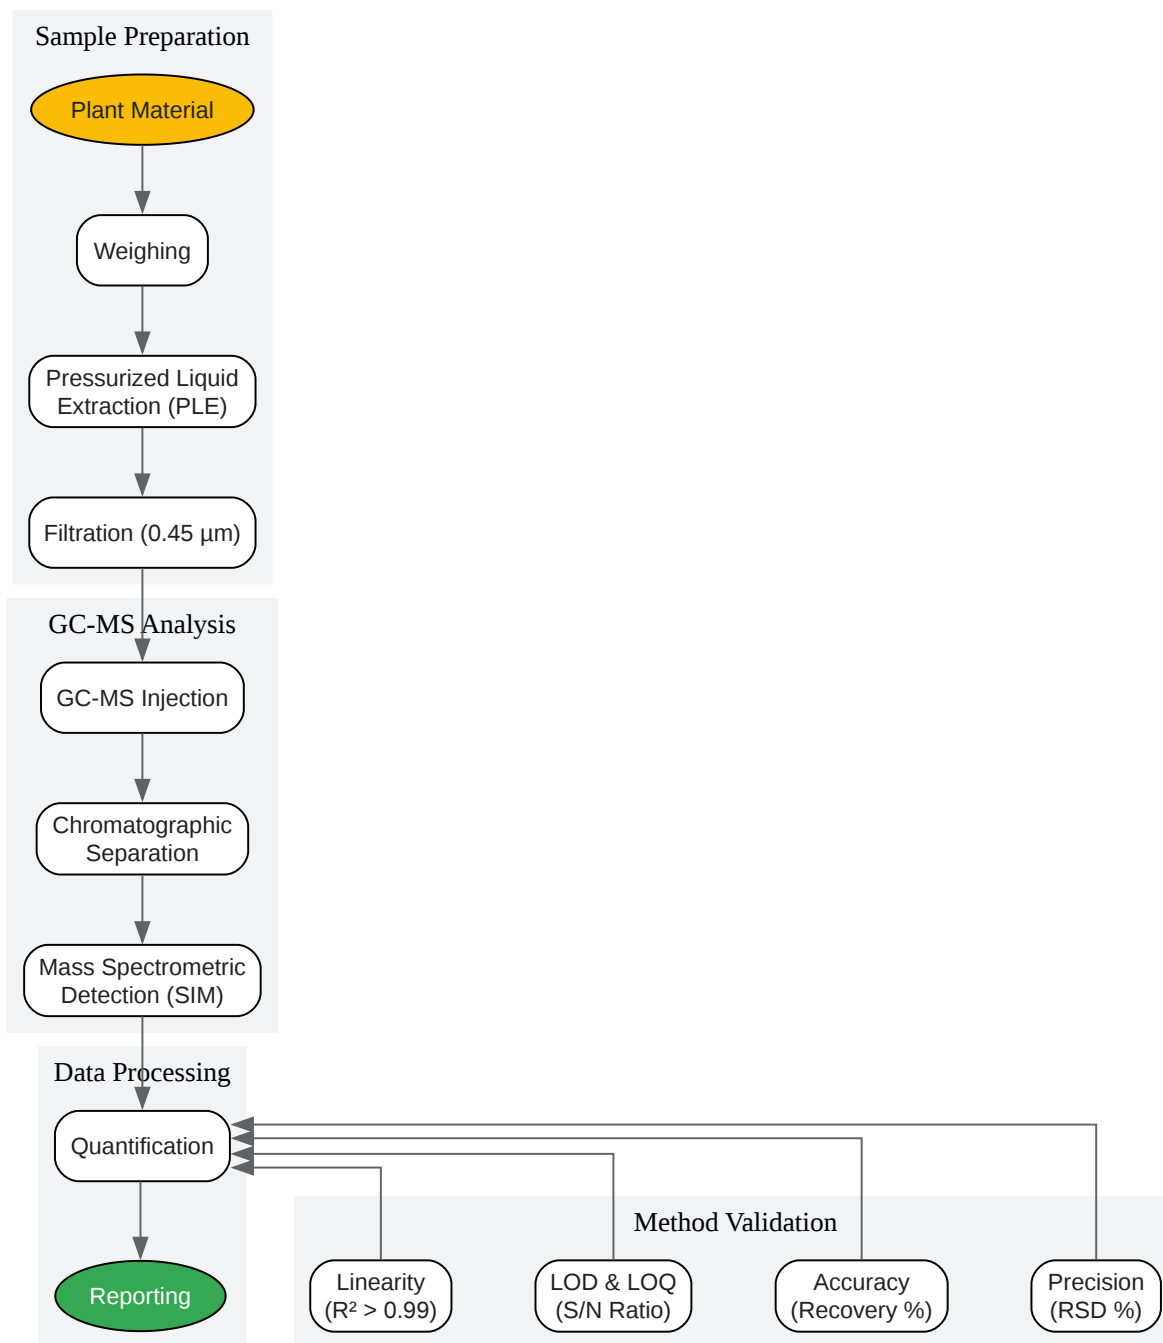 Sample Preparation
Plant Material
Weighing
Pressurized Liquid
Extraction (PLE)
Filtration (0.45 µm)
GC-MS Analysis
GC-MS Injection
Chromatographic
Separation
Mass Spectrometric
Detection (SIM)
Data Processing
Quantification
Reporting
Method Validation
Linearity
(R² > 0.99)
LOD & LOQ
(S/N Ratio)
Accuracy
(Recovery %)
Precision
(RSD %)